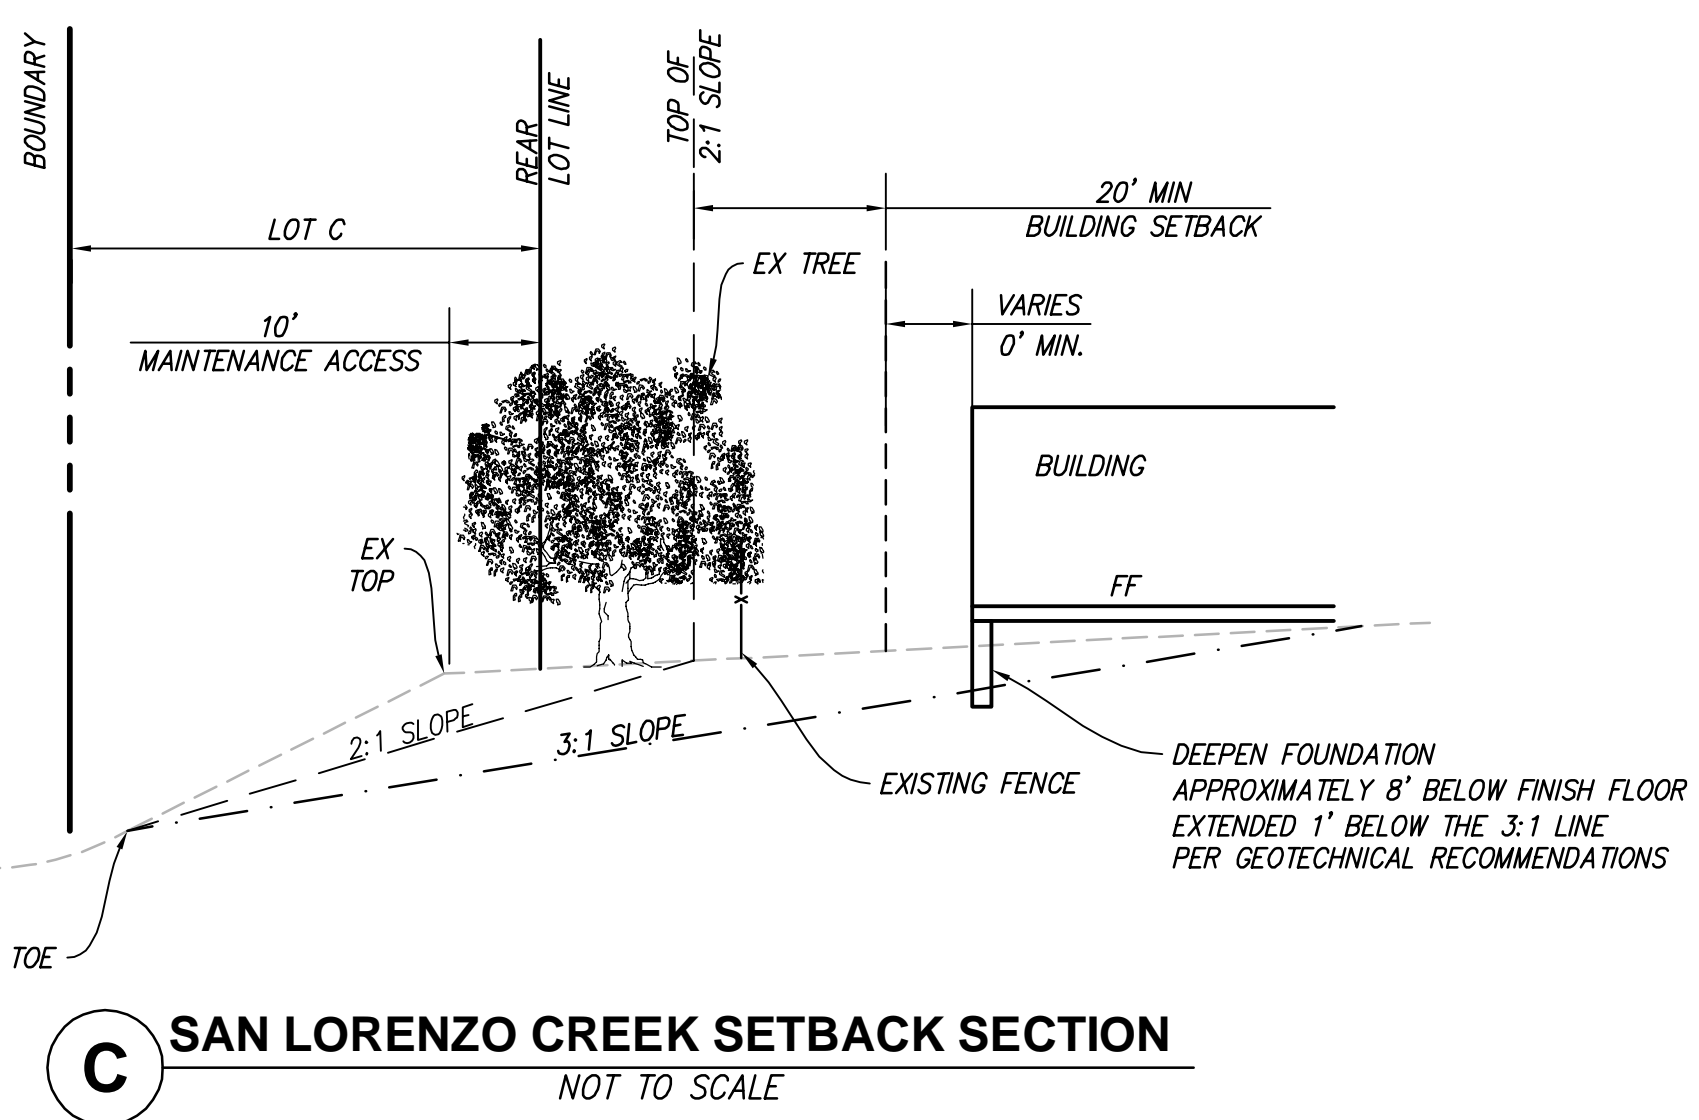 BOUNDARY
REAR
LOT LINE
TOP OF
2:1 SLOPE
20' MIN
BUILDING SETBACK
LOT C
EX TREE
VARIES
0' MIN.
10'
MAINTENANCE ACCESS
BUILDING
EX
TOP
FF
X
2:1 SLOPE
3:1 SLOPE
EXISTING FENCE
DEEPEN FOUNDATION
APPROXIMATELY 8' BELOW FINISH FLOOR
EXTENDED 1' BELOW THE 3:1 LINE
PER GEOTECHNICAL RECOMMENDATIONS
TOE
C
SAN LORENZO CREEK SETBACK SECTION
NOT TO SCALE